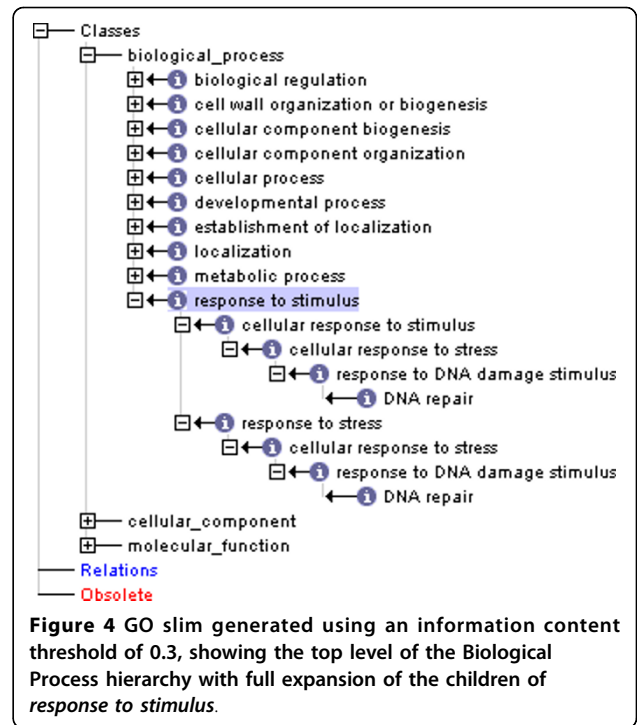 Classes
biological_process
biological regulation
cell wall organization or biogenesis
cellular component biogenesis
cellular component organization
cellular process
developmental process
establishment of localization
localization
metabolic process
response to stimulus
cellular response to stimulus
cellular response to stress
response to DNA damage stimulus
DNA repair
response to stress
cellular response to stress
response to DNA damage stimulus
DNA repair
cellular_component
molecular_function
Relations
Obsolete
Figure 4 GO slim generated using an information content
threshold of 0.3, showing the top level of the Biological
Process hierarchy with full expansion of the children of
response to stimulus.